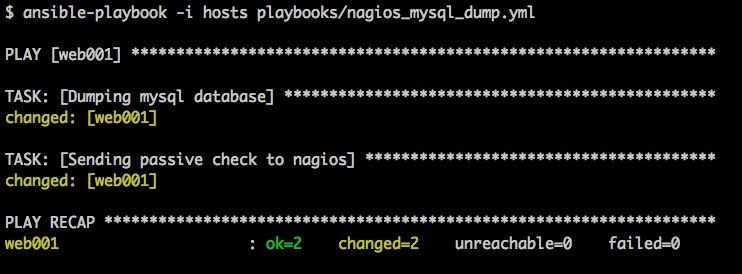 $ ansible-playbook -i hosts playbooks/nagios_mysql_dump.yml
PLAY [web001] ****************************************************************
TASK: [Dumping mysql database] ***********************************************
changed: [web001]
TASK: [Sending passive check to nagios] **************************************
changed: [web001]
PLAY RECAP *******************************************************************
web001                     : ok=2    changed=2    unreachable=0    failed=0